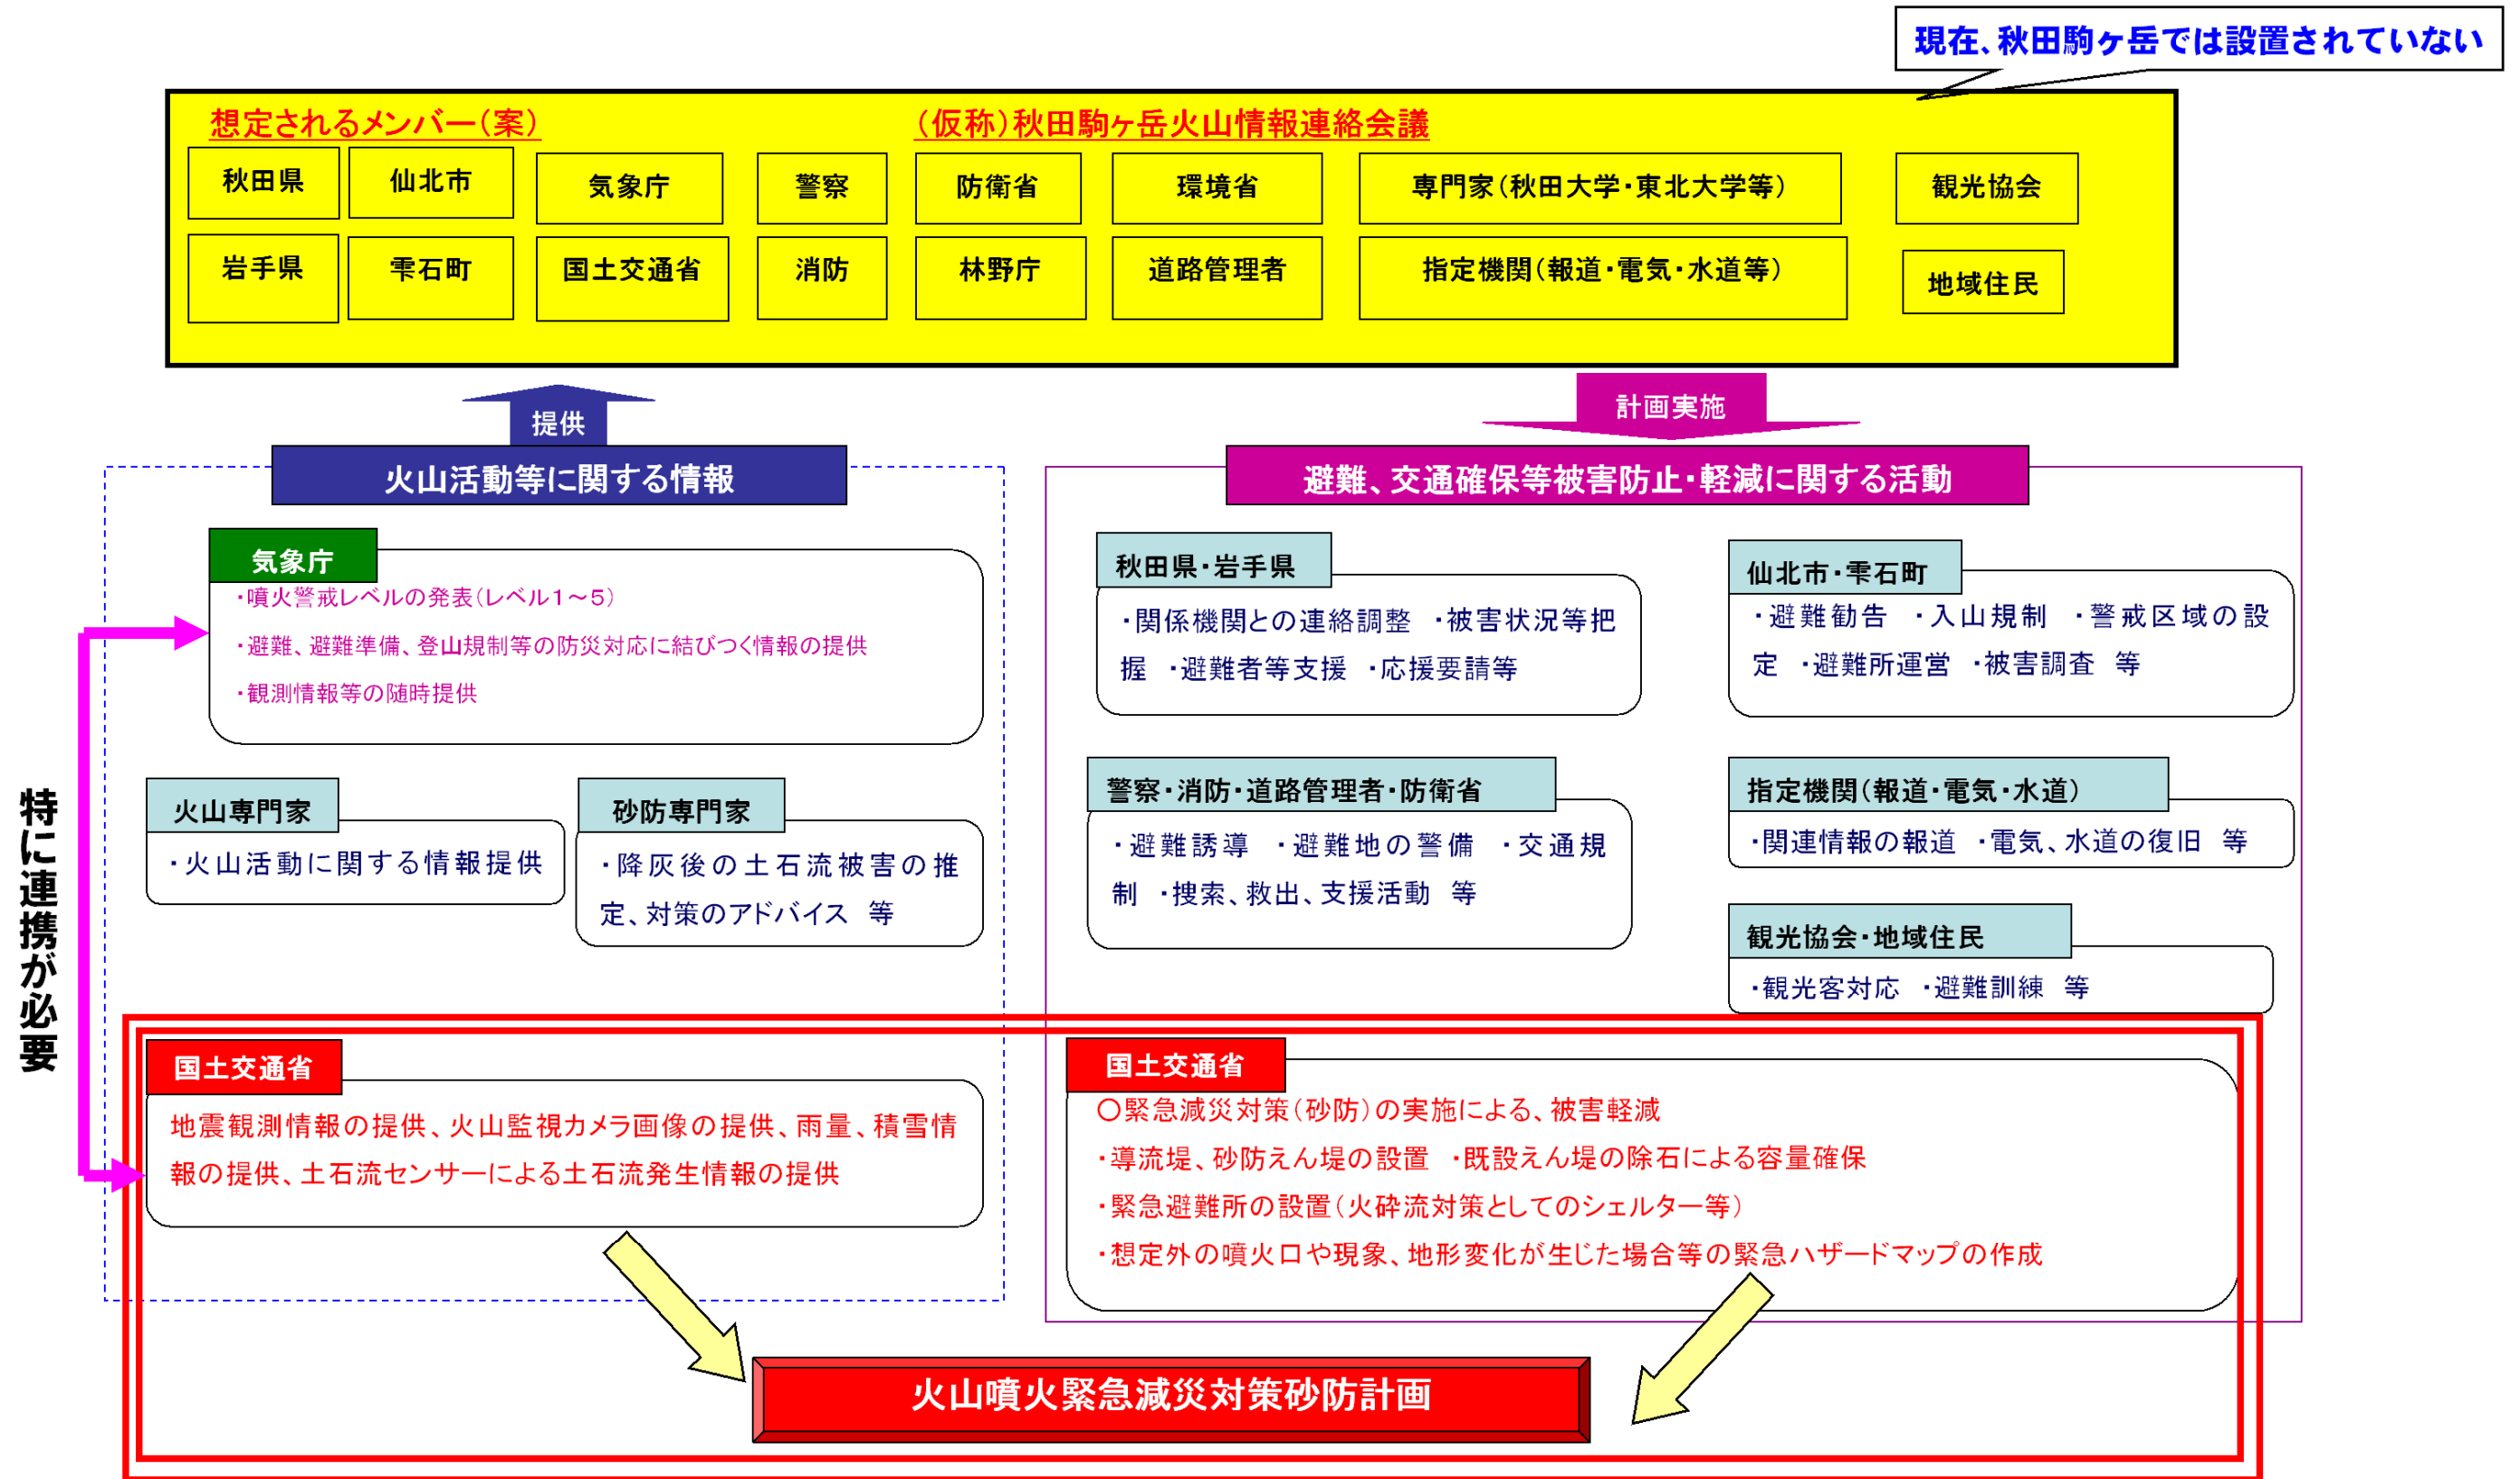 現在、秋田駒ヶ岳では設置されていない
想定されるメンバー（案）
（仮称）秋田駒ヶ岳火山情報連絡会議
秋田県
仙北市
気象庁
警察
防衛省
環境省
専門家（秋田大学・東北大学等）
観光協会
岩手県
雫石町
国土交通省
消防
林野庁
道路管理者
指定機関（報道・電気・水道等）
地域住民
提供
計画実施
火山活動等に関する情報
避難、交通確保等被害防止・軽減に関する活動
特に連携が必要
気象庁
・噴火警戒レベルの発表（レベル１～５）
・避難、避難準備、登山規制等の防災対応に結びつく情報の提供
・観測情報等の随時提供
火山専門家
・火山活動に関する情報提供
砂防専門家
・降灰後の土石流被害の推
定、対策のアドバイス　等
秋田県・岩手県
・関係機関との連絡調整　・被害状況等把
握　・避難者等支援　・応援要請等
仙北市・雫石町
・避難勧告　・入山規制　・警戒区域の設
定　・避難所運営　・被害調査　等
警察・消防・道路管理者・防衛省
・避難誘導　・避難地の警備　・交通規
制　・捜索、救出、支援活動　等
指定機関（報道・電気・水道）
・関連情報の報道　・電気、水道の復旧　等
観光協会・地域住民
・観光客対応　・避難訓練　等
国土交通省
地震観測情報の提供、火山監視カメラ画像の提供、雨量、積雪情
報の提供、土石流センサーによる土石流発生情報の提供
国土交通省
○緊急減災対策（砂防）の実施による、被害軽減
・導流堤、砂防えん堤の設置　・既設えん堤の除石による容量確保
・緊急避難所の設置（火砕流対策としてのシェルター等）
・想定外の噴火口や現象、地形変化が生じた場合等の緊急ハザードマップの作成
火山噴火緊急減災対策砂防計画